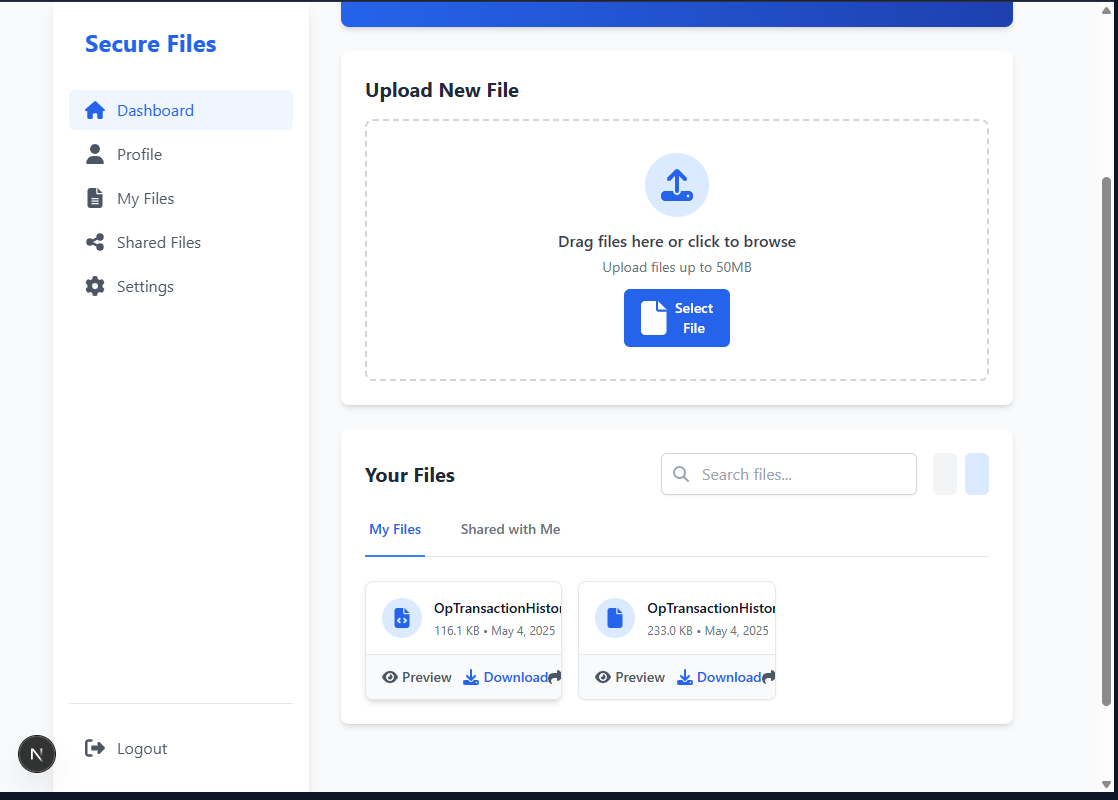 Secure Files
Dashboard
Profile
My Files
Shared Files
Settings
Logout
N
Upload New File
Drag files here or click to browse
Upload files up to 50MB
Select
File
Your Files
Search files...
My Files
Shared with Me
OpTransactionHistor
116.1 KB • May 4, 2025
Preview
Download
OpTransactionHistor
233.0 KB • May 4, 2025
Preview
Download